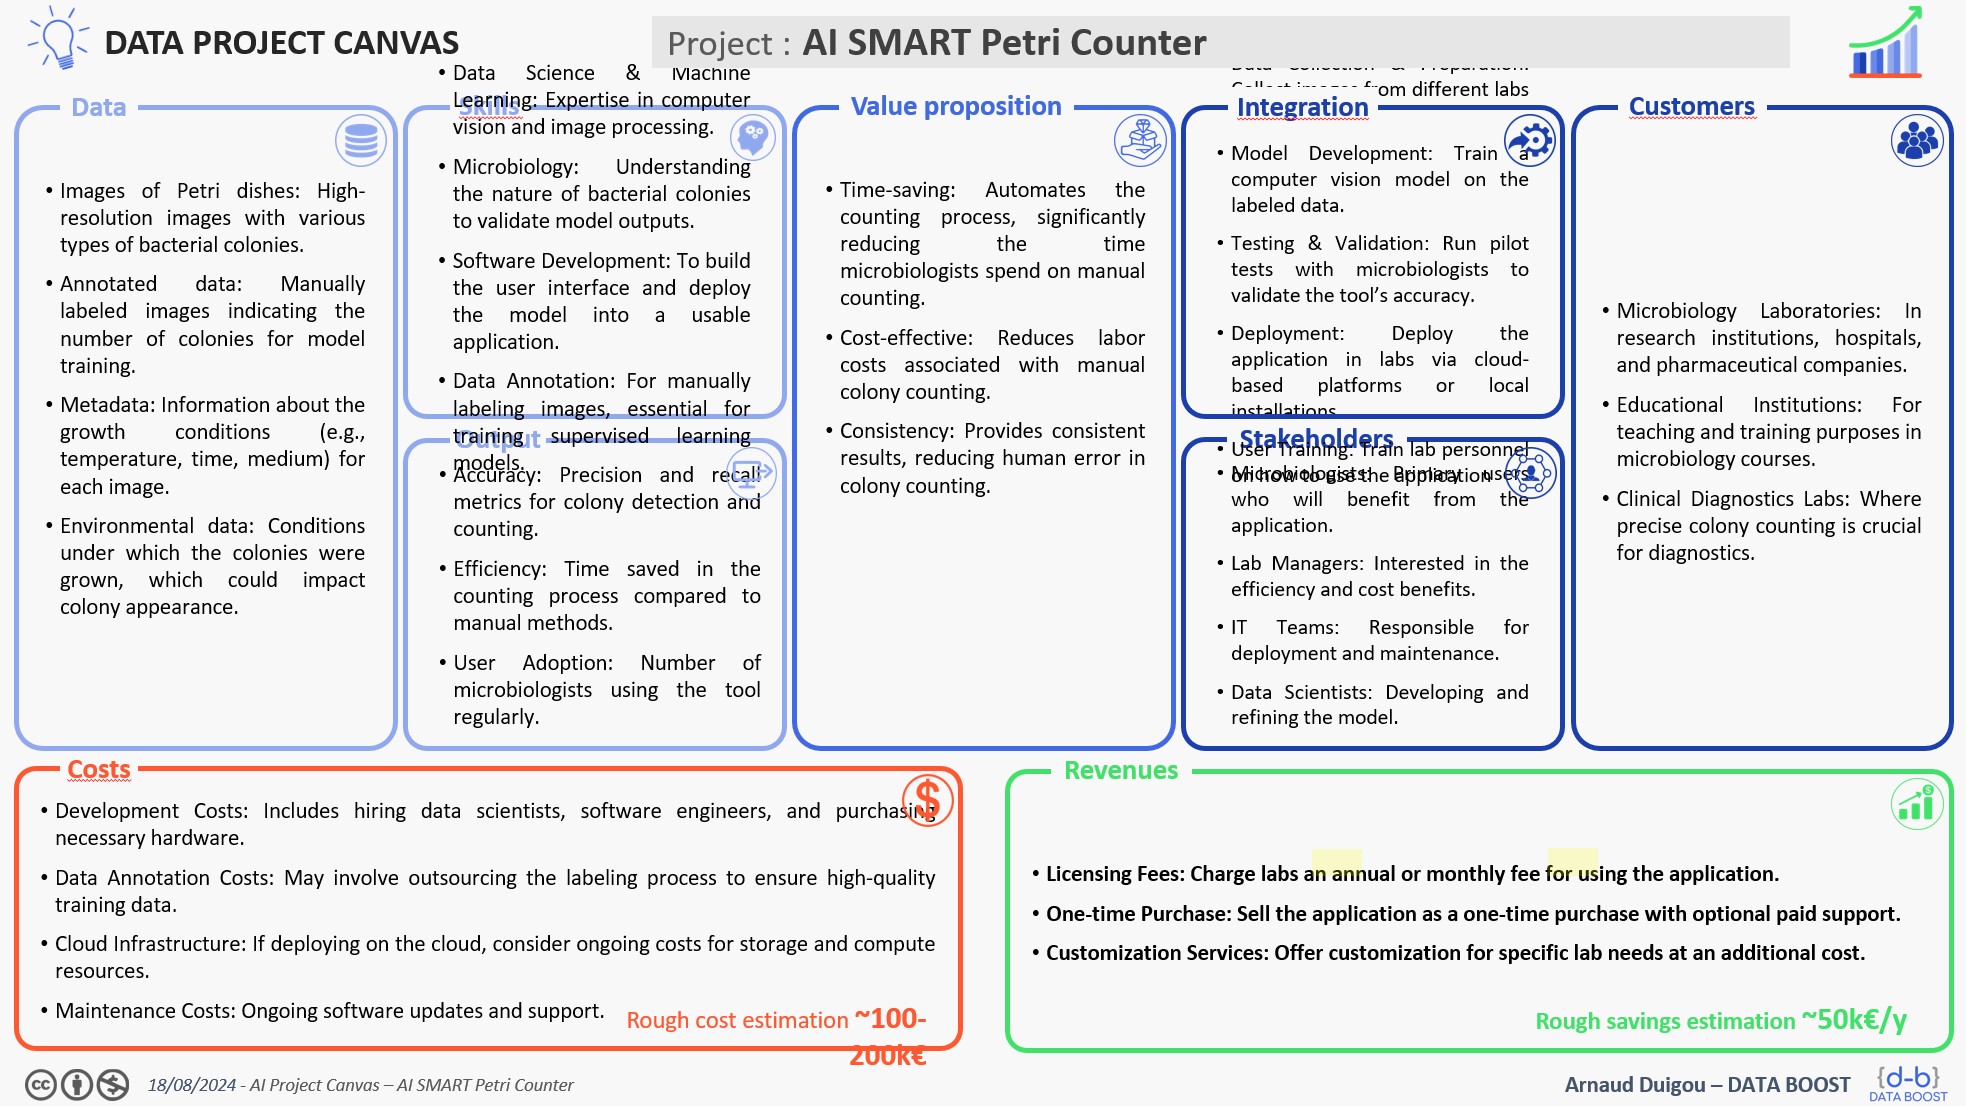 DATA PROJECT CANVAS
Project : AI SMART Petri Counter
Data
• Images of Petri dishes: High-
resolution images with various
types of bacterial colonies.
• Annotated data: Manually
labeled images indicating the
number of colonies for model
training.
• Metadata: Information about the
growth conditions (e.g.,
temperature, time, medium) for
each image.
• Environmental data: Conditions
under which the colonies were
grown, which could impact
colony appearance.
Skills
• Data Science & Machine
Learning: Expertise in computer
vision and image processing.
• Microbiology: Understanding
the nature of bacterial colonies
to validate model outputs.
• Software Development: To build
the user interface and deploy
the model into a usable
application.
• Data Annotation: For manually
labeling images, essential for
training supervised learning
models.
Output
• Accuracy: Precision and recall
metrics for colony detection and
counting.
• Efficiency: Time saved in the
counting process compared to
manual methods.
• User Adoption: Number of
microbiologists using the tool
regularly.
Value proposition
• Time-saving: Automates the
counting process, significantly
reducing the time
microbiologists spend on manual
counting.
• Cost-effective: Reduces labor
costs associated with manual
colony counting.
• Consistency: Provides consistent
results, reducing human error in
colony counting.
Integration
Data Collection & Preparation:
Collect images from different labs
• Model Development: Train a
computer vision model on the
labeled data.
• Testing & Validation: Run pilot
tests with microbiologists to
validate the tool’s accuracy.
• Deployment: Deploy the
application in labs via cloud-
based platforms or local
installations.
• User Training: Train lab personnel
on how to use the application
Stakeholders
• Microbiologists: Primary users
who will benefit from the
application.
• Lab Managers: Interested in the
efficiency and cost benefits.
• IT Teams: Responsible for
deployment and maintenance.
• Data Scientists: Developing and
refining the model.
Customers
• Microbiology Laboratories: In
research institutions, hospitals,
and pharmaceutical companies.
• Educational Institutions: For
teaching and training purposes in
microbiology courses.
• Clinical Diagnostics Labs: Where
precise colony counting is crucial
for diagnostics.
Costs
• Development Costs: Includes hiring data scientists, software engineers, and purchasing
necessary hardware.
• Data Annotation Costs: May involve outsourcing the labeling process to ensure high-quality
training data.
• Cloud Infrastructure: If deploying on the cloud, consider ongoing costs for storage and compute
resources.
• Maintenance Costs: Ongoing software updates and support.
Rough cost estimation ~100-
200k€
Revenues
• Licensing Fees: Charge labs an annual or monthly fee for using the application.
• One-time Purchase: Sell the application as a one-time purchase with optional paid support.
• Customization Services: Offer customization for specific lab needs at an additional cost.
Rough savings estimation ~50k€/y
cc
18/08/2024 - AI Project Canvas – AI SMART Petri Counter
Arnaud Duigou – DATA BOOST
{d-b}
DATA BOOST